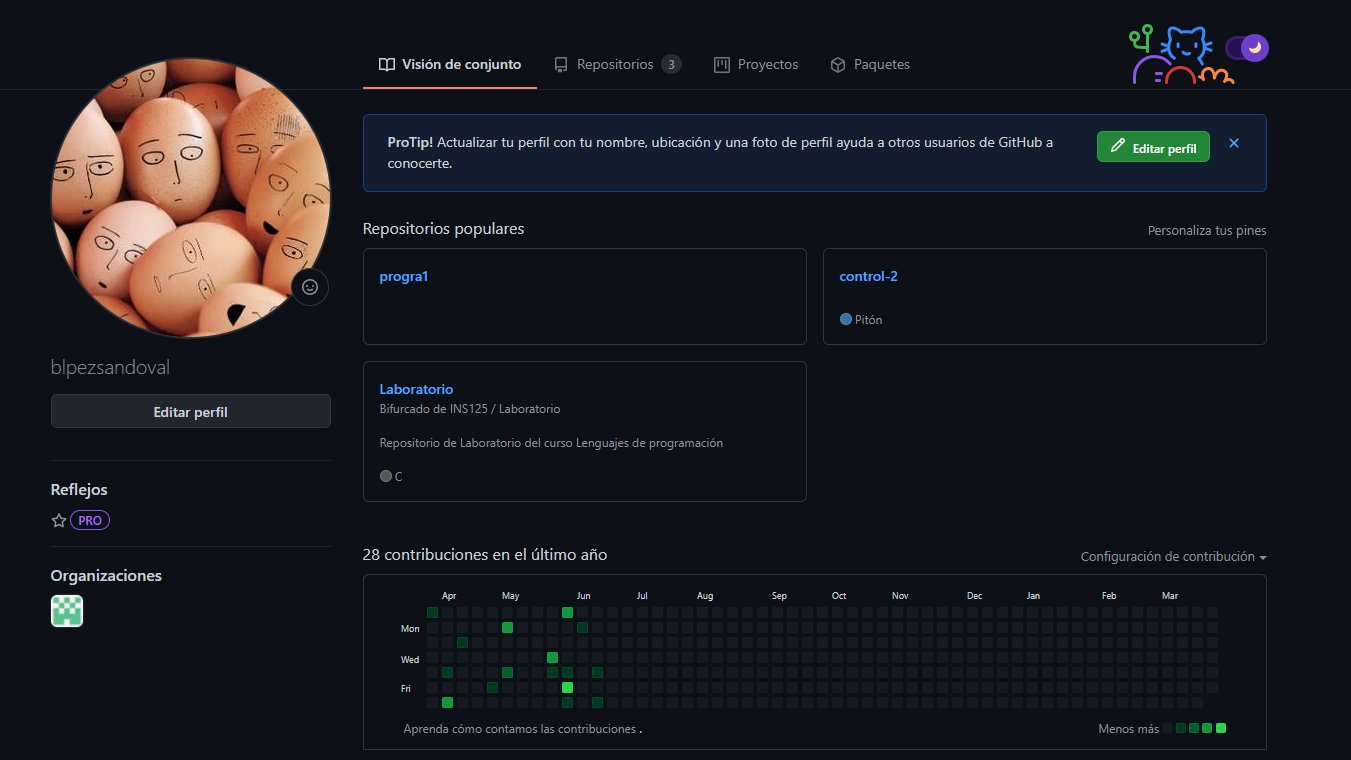 Visión de conjunto
Repositorios 3
Proyectos
Paquetes
ProTip! Actualizar tu perfil con tu nombre, ubicación y una foto de perfil ayuda a otros usuarios de GitHub a
conocerte.
Editar perfil
blpezsandoval
Editar perfil
Reflejos
PRO
Organizaciones
Repositorios populares
Personaliza tus pines
progra1
control-2
Pitón
Laboratorio
Bifurcado de INS125 / Laboratorio
Repositorio de Laboratorio del curso Lenguajes de programación
C
28 contribuciones en el último año
Configuración de contribución
Apr May Jun Jul Aug Sep Oct Nov Dec Jan Feb Mar
Mon
Wed
Fri
Aprenda cómo contamos las contribuciones .
Menos más